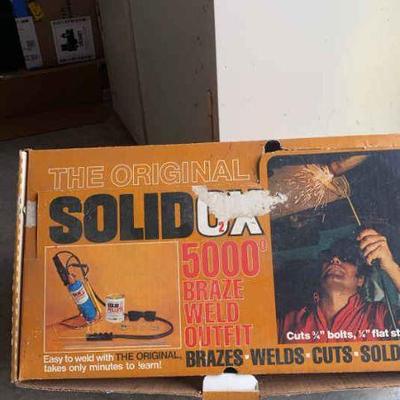 THE ORIGINAL
SOLIDOX
2
5000°
BRAZE
WELD
OUTFIT
Cuts ¾" bolts, ¼" flat st
Easy to weld with THE ORIGINAL,
takes only minutes to learn!
BRAZES·WELDS·CUTS·SOLD